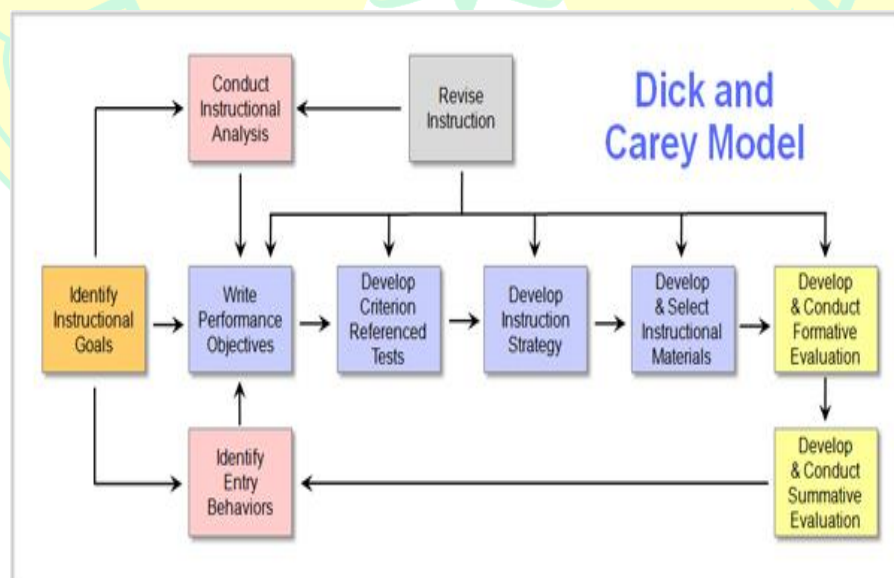 Conduct
Instructional
Analysis
Revise
Instruction
Dick and
Carey Model
Identify
Instructional
Goals
Write
Performance
Objectives
Develop
Criterion
Referenced
Tests
Develop
Instruction
Strategy
Develop
& Select
Instructional
Materials
Develop
& Conduct
Formative
Evaluation
Identify
Entry
Behaviors
Develop
& Conduct
Summative
Evaluation